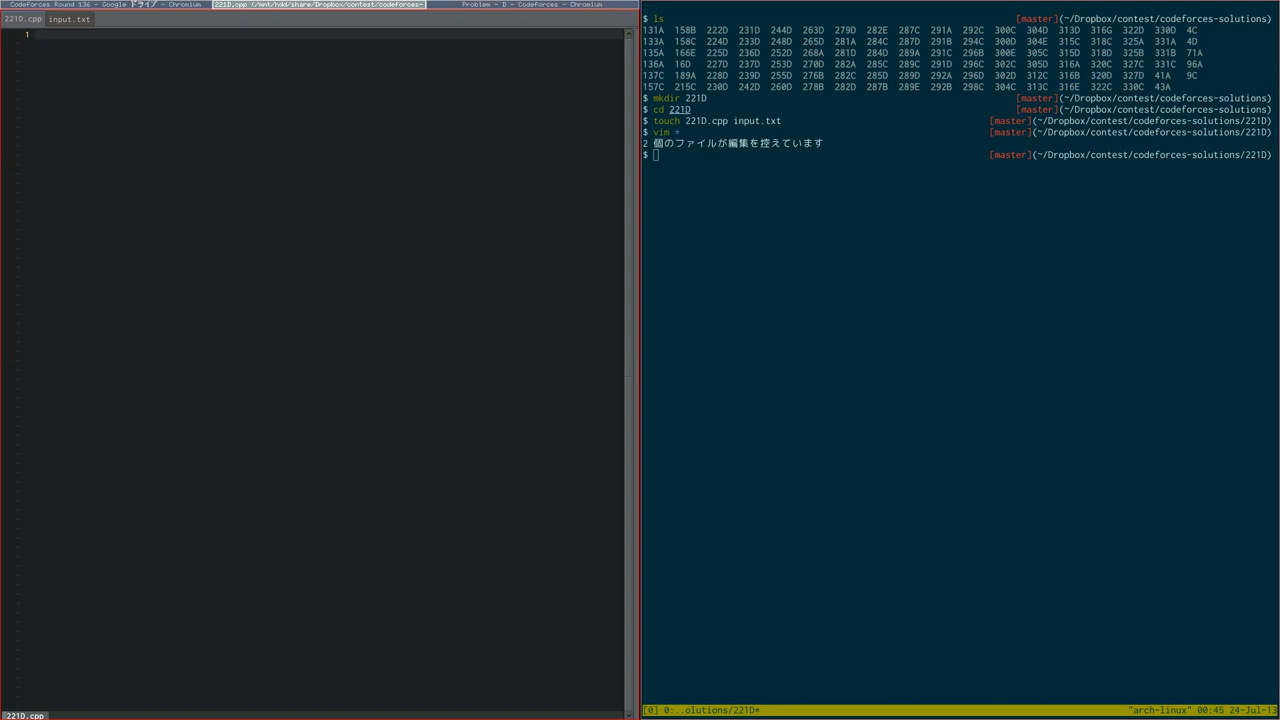 CodeForces Round 136 - Google ドライブ - Chromium
221D.cpp (/mnt/hdd/share/Dropbox/contest/codeforces-
Problem - D - Codeforces - Chromium
221D.cpp input.txt
1
221D.cpp
$ ls [master](~/Dropbox/contest/codeforces-solutions)
131A 158B 222D 231D 244D 263D 279D 282E 287C 291A 292C 300C 304D 313D 316G 322D 330D 4C
133A 158C 224D 233D 248D 265D 281A 284C 287D 291B 294C 300D 304E 315C 318C 325A 331A 4D
135A 166E 225D 236D 252D 268A 281D 284D 289A 291C 296B 300E 305C 315D 318D 325B 331B 71A
136A 16D 227D 237D 253D 270D 282A 285C 289C 291D 296C 302C 305D 316A 320C 327C 331C 96A
137C 189A 228D 239D 255D 276B 282C 285D 289D 292A 296D 302D 312C 316B 320D 327D 41A 9C
157C 215C 230D 242D 260D 278B 282D 287B 289E 292B 298C 304C 313C 316E 322C 330C 43A
$ mkdir 221D [master](~/Dropbox/contest/codeforces-solutions)
$ cd 221D [master](~/Dropbox/contest/codeforces-solutions)
$ touch 221D.cpp input.txt [master](~/Dropbox/contest/codeforces-solutions/221D)
$ vim * [master](~/Dropbox/contest/codeforces-solutions/221D)
2 個のファイルが編集を控えています
$ [master](~/Dropbox/contest/codeforces-solutions/221D)
[0] 0:..olutions/221D* "arch-linux" 00:45 24-Jul-13